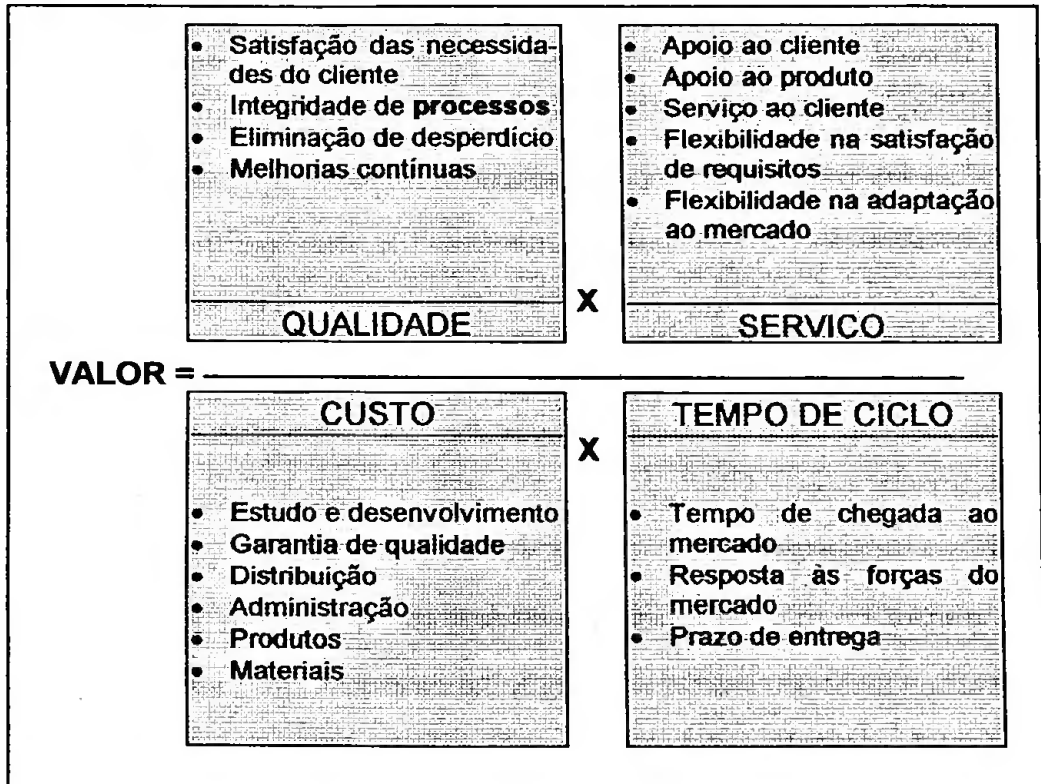 • Satisfação das necessida-
des do cliente
• Integridade de processos
• Eliminação de desperdício
• Melhorias contínuas
QUALIDADE
X
• Apoio ao cliente
• Apoio ao produto
• Serviço ao cliente
• Flexibilidade na satisfação
de requisitos
• Flexibilidade na adaptação
ao mercado
SERVICO
VALOR =
CUSTO
• Estudo e desenvolvimento
• Garantia de qualidade
• Distribuição
• Administração
• Produtos
• Materiais
X
TEMPO DE CICLO
• Tempo de chegada ao
mercado
• Resposta às forças do
mercado
• Prazo de entrega